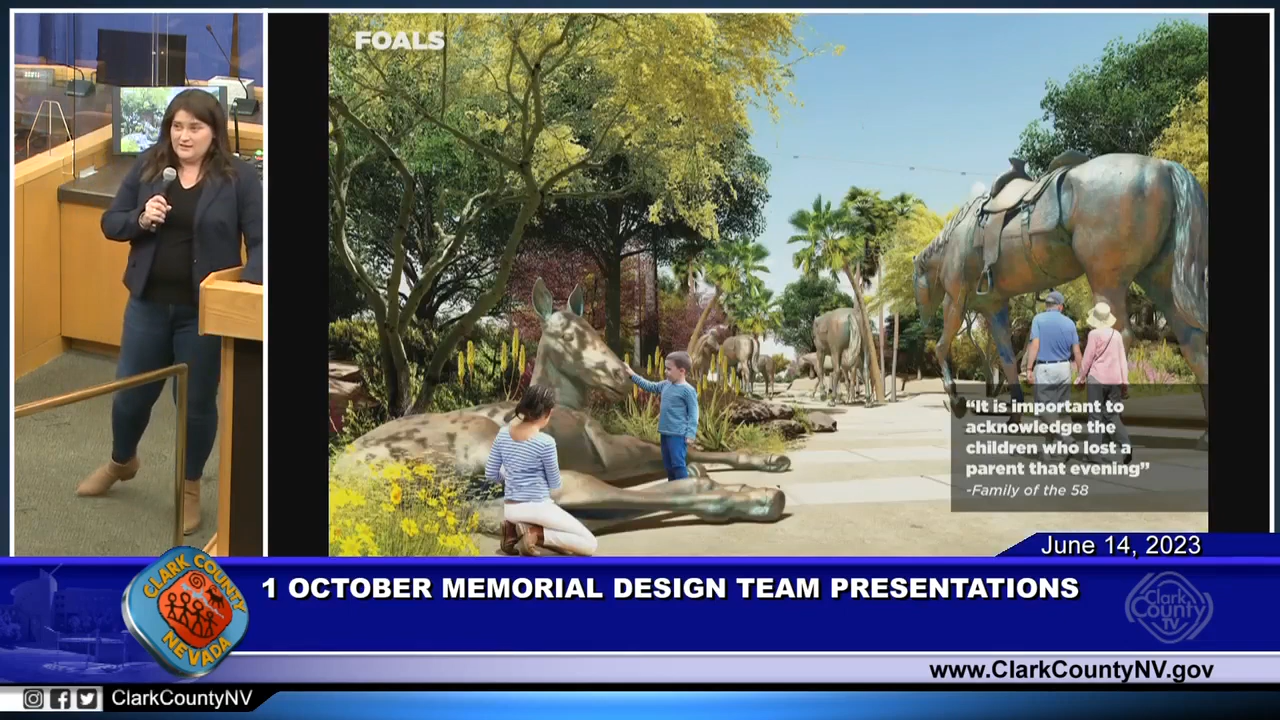 FOALS
“It is important to
acknowledge the
children who lost a
parent that evening”
-Family of the 58
June 14, 2023
CLARK COUNTY
NEVADA
1 OCTOBER MEMORIAL DESIGN TEAM PRESENTATIONS
Clark
County
TV
www.ClarkCountyNV.gov
ClarkCountyNV